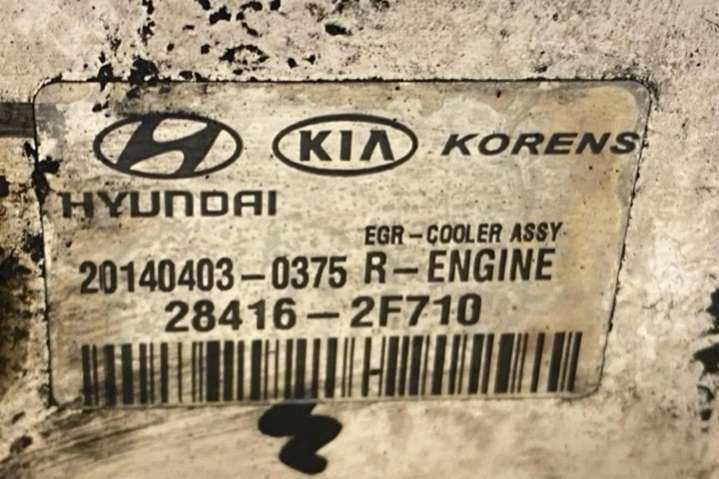 KIA KORENS
HYUNDAI
EGR-COOLER ASSY
20140403-0375 R-ENGINE
28416-2F710